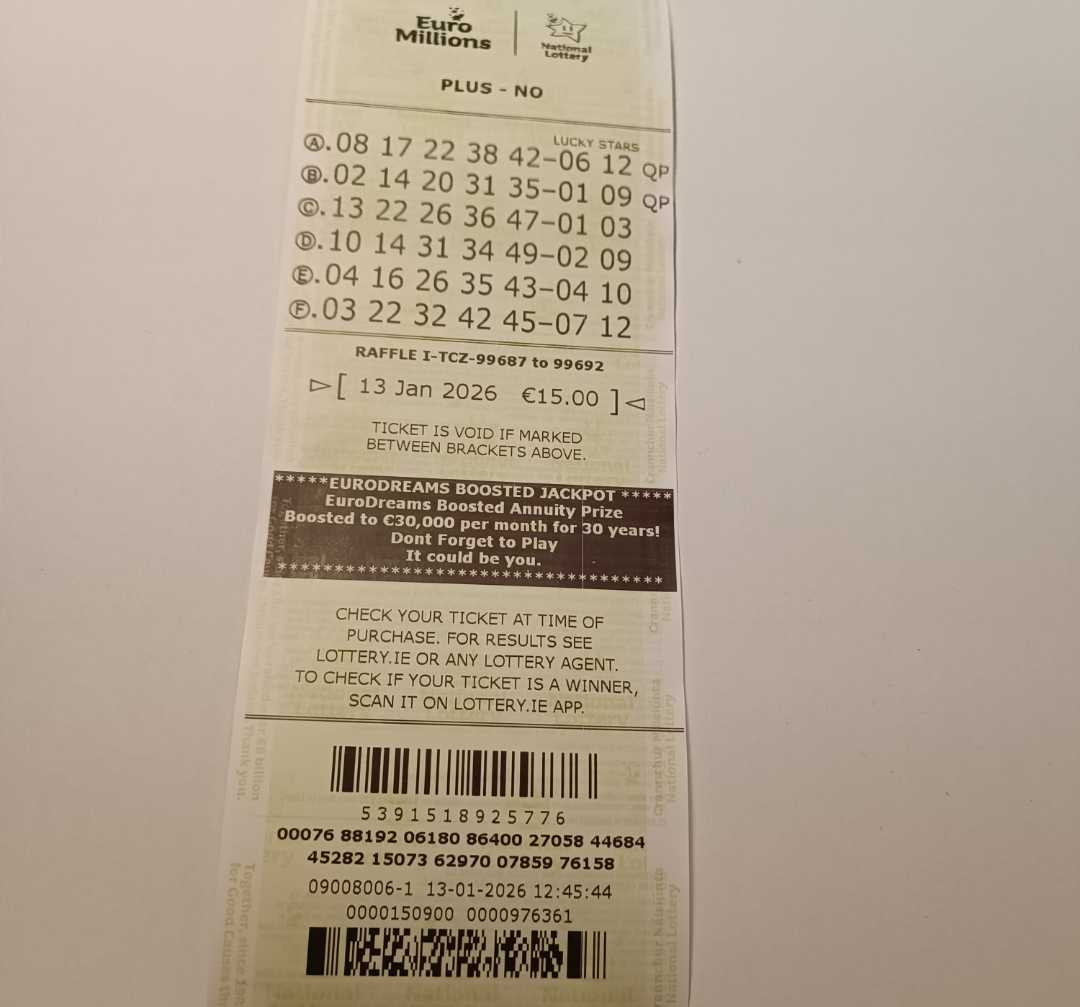 Euro
Millions
National
Lottery
PLUS - NO
LUCKY STARS
Ⓐ.08 17 22 38 42-06 12 QP
Ⓑ.02 14 20 31 35-01 09 QP
Ⓒ.13 22 26 36 47-01 03
Ⓓ.10 14 31 34 49-02 09
Ⓔ.04 16 26 35 43-04 10
Ⓕ.03 22 32 42 45-07 12
RAFFLE I-TCZ-99687 to 99692
[ 13 Jan 2026 €15.00 ]
TICKET IS VOID IF MARKED
BETWEEN BRACKETS ABOVE.
*****EURODREAMS BOOSTED JACKPOT *****
EuroDreams Boosted Annuity Prize
Boosted to €30,000 per month for 30 years!
Dont Forget to Play
It could be you.
CHECK YOUR TICKET AT TIME OF
PURCHASE. FOR RESULTS SEE
LOTTERY.IE OR ANY LOTTERY AGENT.
TO CHECK IF YOUR TICKET IS A WINNER,
SCAN IT ON LOTTERY.IE APP.
5391518925776
00076 88192 06180 86400 27058 44684
45282 15073 62970 07859 76158
09008006-1 13-01-2026 12:45:44
0000150900 0000976361